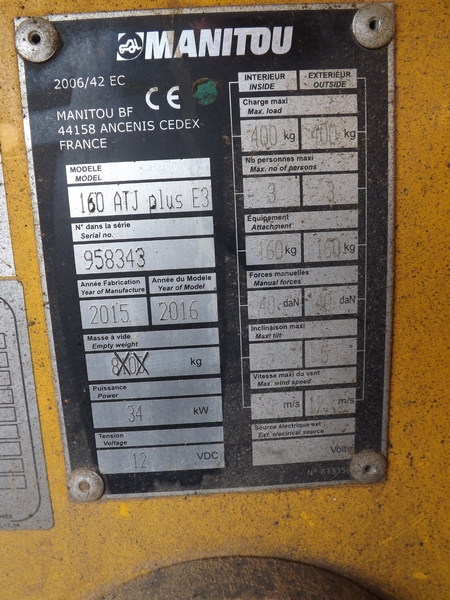 MANITOU
2006/42 EC
CE
MANITOU BF
44158 ANCENIS CEDEX
FRANCE
MODELE
MODEL
160 ATJ plus E3
N° dans la série
Serial no.
958343
Année Fabrication
Year of Manufacture
Année du Modele
Year of Model
2015
2016
Masse à vide
Empty weight
kg
Puissance
Power
34 kW
Tension
Voltage
12 VDC
INTERIEUR
INSIDE
EXTERIEUR
OUTSIDE
Charge maxi
Max. load
400 kg
400 kg
Nb personnes maxi
Max. no of persons
3
3
Equipement
Attachment
160 kg
160 kg
Forces manuelles
Manual forces
40 daN
40 daN
Inclinaison maxi
Max. tilt
Vitesse maxi du vent
Max. wind speed
m/s
m/s
Source électrique ext
Ext. electrical source
Volts